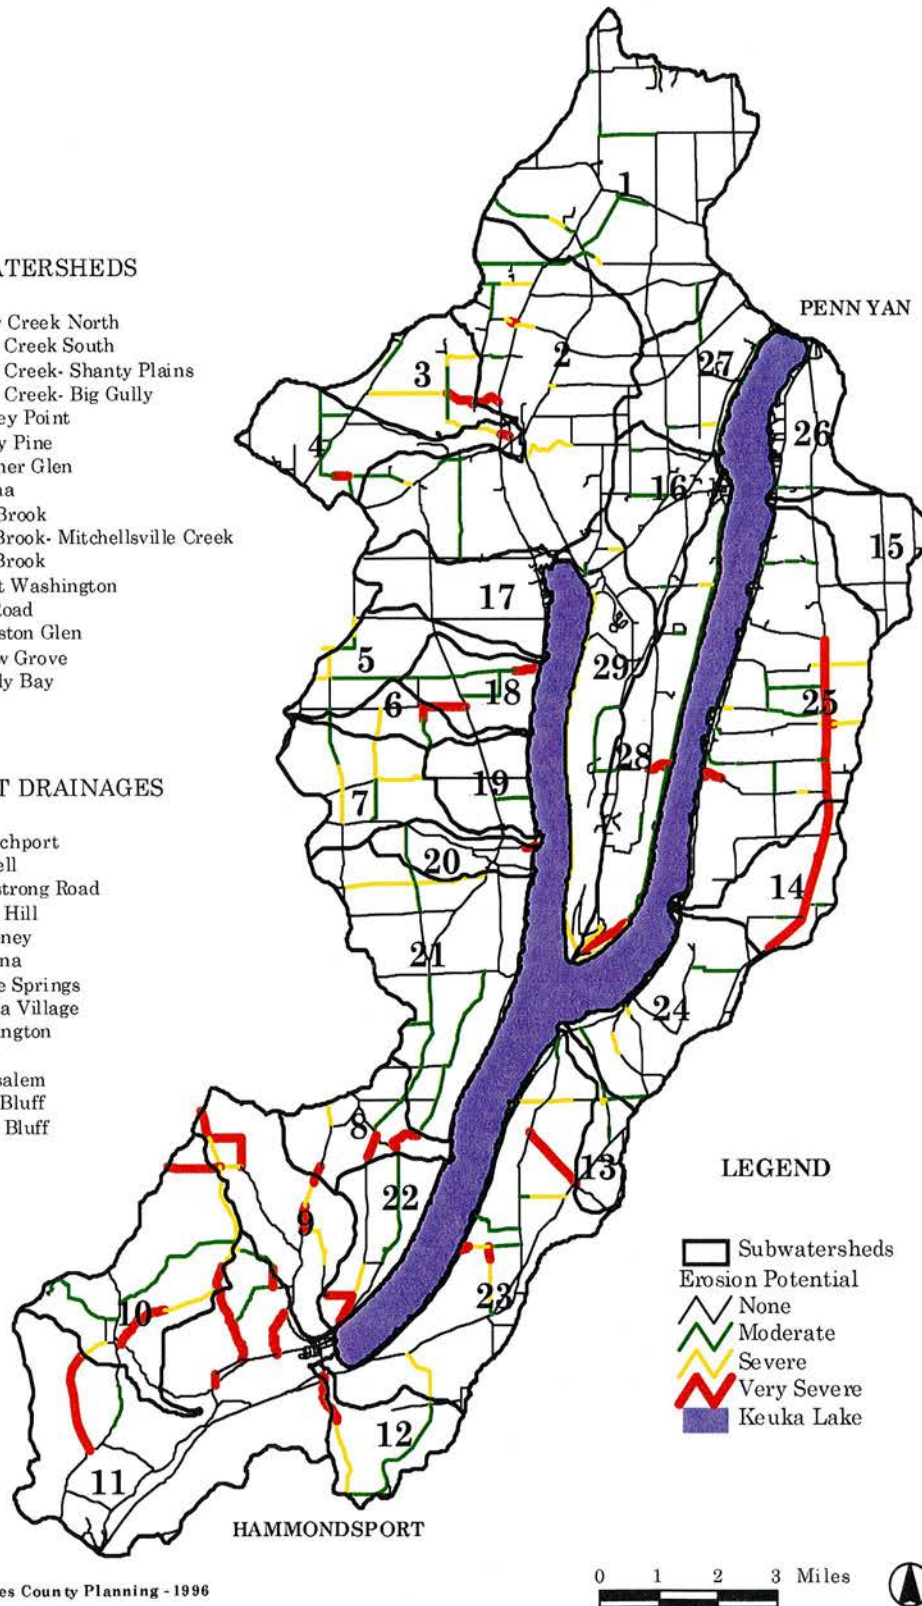 ATERSHEDS
Creek North
Creek South
Creek- Shanty Plains
Creek- Big Gully
ey Point
y Pine
ner Glen
na
Brook
Brook- Mitchellsville Creek
Brook
t Washington
Road
ston Glen
w Grove
dy Bay
T DRAINAGES
chport
ell
strong Road
Hill
ney
na
e Springs
a Village
ington
salem
Bluff
Bluff
PENN YAN
1
2
3
4
27
26
16
15
17
5
29
18
6
25
28
19
7
20
14
21
24
8
13
22
9
23
10
12
11
HAMMONDSPORT
LEGEND
Subwatersheds
Erosion Potential
None
Moderate
Severe
Very Severe
Keuka Lake
es County Planning - 1996
0 1 2 3 Miles